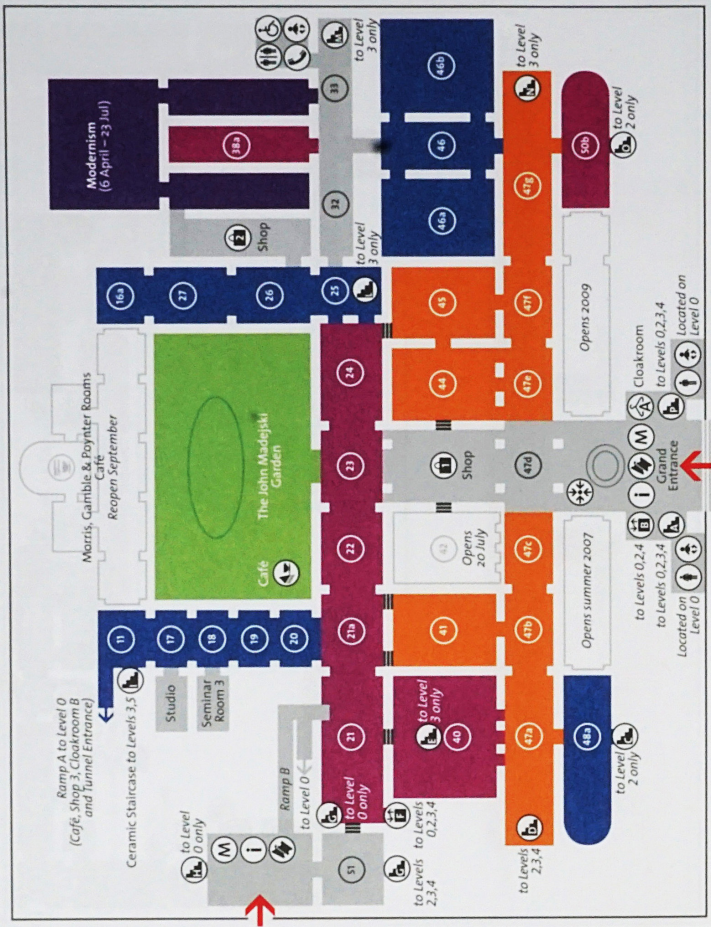 to Level
3 only
M
33
46b
to Level
3 only
N
Modernism
(6 April – 23 Jul)
38a
46
50b
to Level
2 only
O
32
2
Shop
46a
47g
to Level
3 only
16a
27
26
25
L
45
47f
Opens 2009
24
44
47e
Cloakroom
to Levels 0,2,3,4
Located on
Level 0
Morris, Gamble & Poynter Rooms
Café
Reopen September
The John Madejski
Garden
23
1
Shop
47d
M
i
Grand
Entrance
Café
22
42
Opens
20 July
47c
B
A
to Levels 0,2,4
to Levels 0,2,3,4
Located on
Level 0
11
17
18
19
20
21a
41
47b
Opens summer 2007
Ramp A to Level 0
(Café, Shop 3, Cloakroom B
and Tunnel Entrance)
Ceramic Staircase to Levels 3,5
Studio
Seminar
Room 3
21
to Level
3 only
E
40
47a
48a
to Level
2 only
Ramp B
to Level 0
to Level
0 only
to Level
0 only
H
M
i
51
F
to Levels
0,2,3,4
to Levels
2,3,4
G
D
to Levels
2,3,4